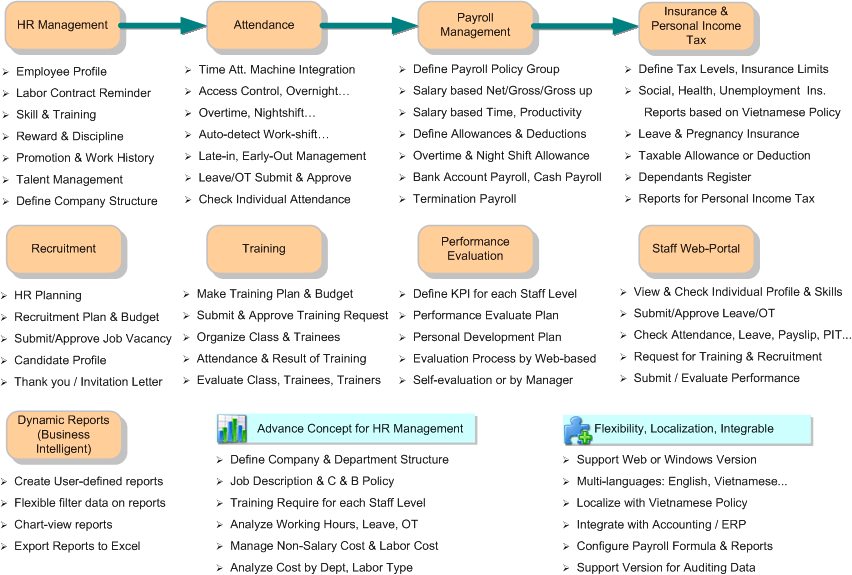 HR Management
Employee Profile
Labor Contract Reminder
Skill & Training
Reward & Discipline
Promotion & Work History
Talent Management
Define Company Structure
Attendance
Time Att. Machine Integration
Access Control, Overnight…
Overtime, Nightshift…
Auto-detect Work-shift…
Late-in, Early-Out Management
Leave/OT Submit & Approve
Check Individual Attendance
Payroll
Management
Define Payroll Policy Group
Salary based Net/Gross/Gross up
Salary based Time, Productivity
Define Allowances & Deductions
Overtime & Night Shift Allowance
Bank Account Payroll, Cash Payroll
Termination Payroll
Insurance &
Personal Income
Tax
Define Tax Levels, Insurance Limits
Social, Health, Unemployment Ins.
Reports based on Vietnamese Policy
Leave & Pregnancy Insurance
Taxable Allowance or Deduction
Dependants Register
Reports for Personal Income Tax
Recruitment
HR Planning
Recruitment Plan & Budget
Submit/Approve Job Vacancy
Candidate Profile
Thank you / Invitation Letter
Training
Make Training Plan & Budget
Submit & Approve Training Request
Organize Class & Trainees
Attendance & Result of Training
Evaluate Class, Trainees, Trainers
Performance
Evaluation
Define KPI for each Staff Level
Performance Evaluate Plan
Personal Development Plan
Evaluation Process by Web-based
Self-evaluation or by Manager
Staff Web-Portal
View & Check Individual Profile & Skills
Submit/Approve Leave/OT
Check Attendance, Leave, Payslip, PIT...
Request for Training & Recruitment
Submit / Evaluate Performance
Dynamic Reports
(Business
Intelligent)
Create User-defined reports
Flexible filter data on reports
Chart-view reports
Export Reports to Excel
Advance Concept for HR Management
Define Company & Department Structure
Job Description & C & B Policy
Training Require for each Staff Level
Analyze Working Hours, Leave, OT
Manage Non-Salary Cost & Labor Cost
Analyze Cost by Dept, Labor Type
Flexibility, Localization, Integrable
Support Web or Windows Version
Multi-languages: English, Vietnamese...
Localize with Vietnamese Policy
Integrate with Accounting / ERP
Configure Payroll Formula & Reports
Support Version for Auditing Data